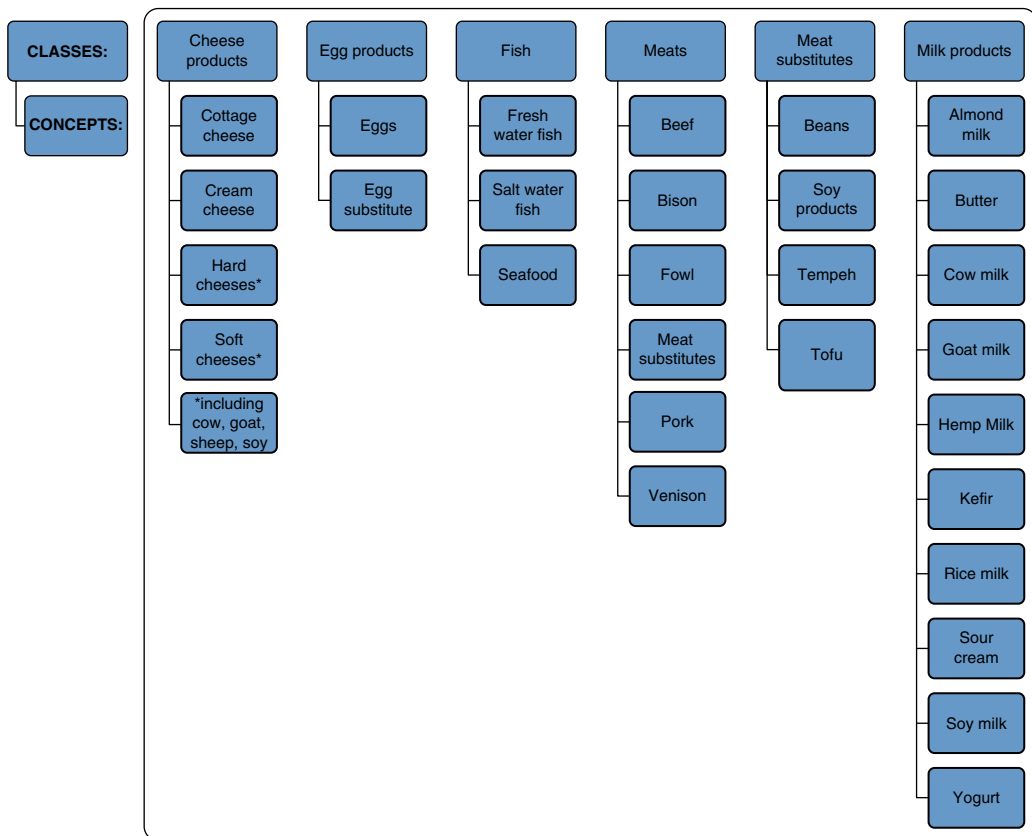 CLASSES:
CONCEPTS:
Cheese
products
Cottage
cheese
Cream
cheese
Hard
cheeses*
Soft
cheeses*
*including
cow, goat,
sheep, soy
Egg products
Eggs
Egg
substitute
Fish
Fresh
water fish
Salt water
fish
Seafood
Meats
Beef
Bison
Fowl
Meat
substitutes
Pork
Venison
Meat
substitutes
Beans
Soy
products
Tempeh
Tofu
Milk products
Almond
milk
Butter
Cow milk
Goat milk
Hemp Milk
Kefir
Rice milk
Sour
cream
Soy milk
Yogurt